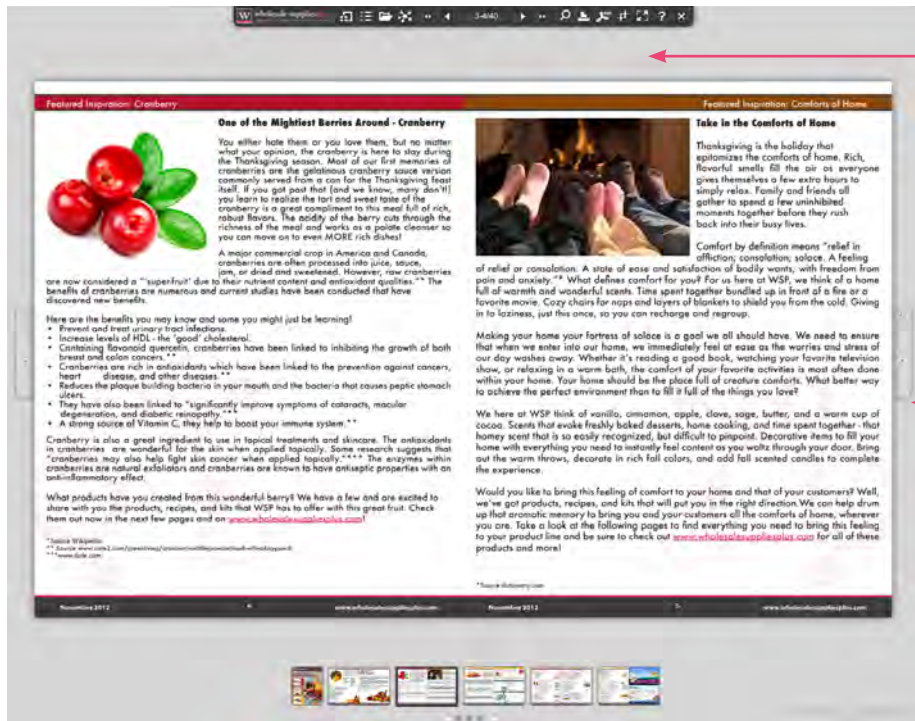 W wholesale supplies
3-4/40
?
Featured Inspiration: Cranberry
One of the Mightiest Berries Around - Cranberry
You either hate them or you love them, but no matter
what your opinion, the cranberry is here to stay during
the Thanksgiving season. Most of our first memories of
cranberries are the gelatinous cranberry sauce version
commonly served from a can for the Thanksgiving feast
itself. If you got past that (and we know, many don't!)
you learn to realize the tart and sweet taste of the
cranberry is a great compliment to this meal full of rich,
robust flavors. The acidity of the berry cuts through the
richness of the meal and works as a palate cleanser so
you can move on to even MORE rich dishes!
A major commercial crop in America and Canada,
cranberries are often processed into juice, sauce,
jam, or dried and sweetened. However, raw cranberries
are now considered a "'superfruit' due to their nutrient content and antioxidant qualities."* The
benefits of cranberries are numerous and current studies have been conducted that have
discovered new benefits.
Here are the benefits you may know and some you might just be learning!
• Prevent and treat urinary tract infections.
• Increase levels of HDL - the 'good' cholesterol.
• Containing flavonoid quercetin, cranberries have been linked to inhibiting the growth of both
breast and colon cancers.**
• Cranberries are rich in antioxidants which have been linked to the prevention against cancers,
heart disease, and other diseases.**
• Reduces the plaque building bacteria in your mouth and the bacteria that causes peptic stomach
ulcers.
• They have also been linked to "significantly improve symptoms of cataracts, macular
degeneration, and diabetic reinopathy."**
• A strong source of Vitamin C, they help to boost your immune system.**
Cranberry is also a great ingredient to use in topical treatments and skincare. The antioxidants
in cranberries are wonderful for the skin when applied topically. Some research suggests that
"cranberries may also help fight skin cancer when applied topically."*** The enzymes within
cranberries are natural exfoliators and cranberries are known to have antiseptic properties with an
anti-inflammatory effect.
What products have you created from this wonderful berry? We have a few and are excited to
share with you the products, recipes, and kits that WSP has to offer with this great fruit. Check
them out now in the next few pages and on www.wholesalesuppliesplus.com!
*Source Wikipedia
November 2012
4
www.wholesalesuppliesplus.com
Featured Inspiration: Comforts of Home
Take in the Comforts of Home
Thanksgiving is the holiday that
epitomizes the comforts of home. Rich,
flavorful smells fill the air as everyone
gives themselves a few extra hours to
simply relax. Family and friends all
gather to spend a few uninhibited
moments together before they rush
back into their busy lives.
Comfort by definition means "relief in
affliction; consolation; solace. A feeling
of relief or consolation. A state of ease and satisfaction of bodily wants, with freedom from
pain and anxiety."* What defines comfort for you? For us here at WSP, we think of a home
full of warmth and wonderful scents. Time spent together bundled up in front of a fire or a
favorite movie. Cozy chairs for naps and layers of blankets to shield you from the cold. Giving
in to laziness, just this once, so you can recharge and regroup.
Making your home your fortress of solace is a goal we all should have. We need to ensure
that when we enter into our home, we immediately feel at ease as the worries and stress of
our day washes away. Whether it's reading a good book, watching your favorite television
show, or relaxing in a warm bath, the comfort of your favorite activities is most often done
within your home. Your home should be the place full of creature comforts. What better way
to achieve the perfect environment than to fill it full of the things you love?
We here at WSP think of vanilla, cinnamon, apple, clove, sage, butter, and a warm cup of
cocoa. Scents that evoke freshly baked desserts, home cooking, and time spent together - that
homey scent that is so easily recognized, but difficult to pinpoint. Decorative items to fill your
home with everything you need to instantly feel content as you waltz through your door. Bring
out the warm throws, decorate in rich fall colors, and add fall scented candles to complete
the experience.
Would you like to bring this feeling of comfort to your home and that of your customers? Well,
we've got products, recipes, and kits that will put you in the right direction. We can help drum
up that aromatic memory to bring you and your customers all the comforts of home, wherever
you are. Take a look at the following pages to find everything you need to bring this feeling
to your product line and be sure to check out www.wholesalesuppliesplus.com for all of these
products and more!
*Source dictionary.com
November 2012
5
www.wholesalesuppliesplus.com